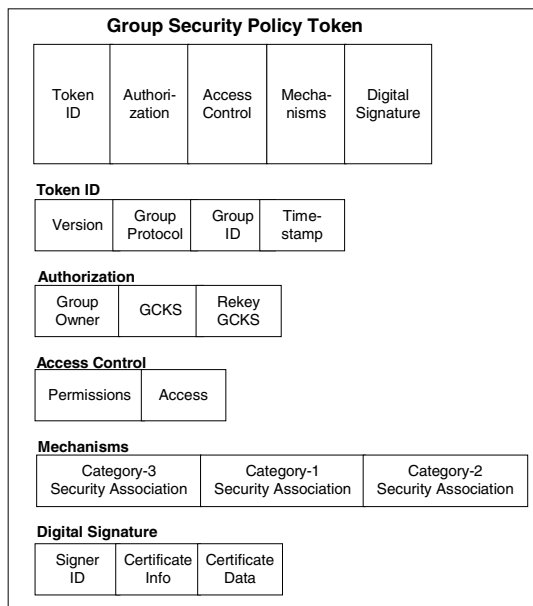 Group Security Policy Token
Token
ID
Authori-
zation
Access
Control
Mecha-
nisms
Digital
Signature
Token ID
Version
Group
Protocol
Group
ID
Time-
stamp
Authorization
Group
Owner
GCKS
Rekey
GCKS
Access Control
Permissions
Access
Mechanisms
Category-3
Security Association
Category-1
Security Association
Category-2
Security Association
Digital Signature
Signer
ID
Certificate
Info
Certificate
Data